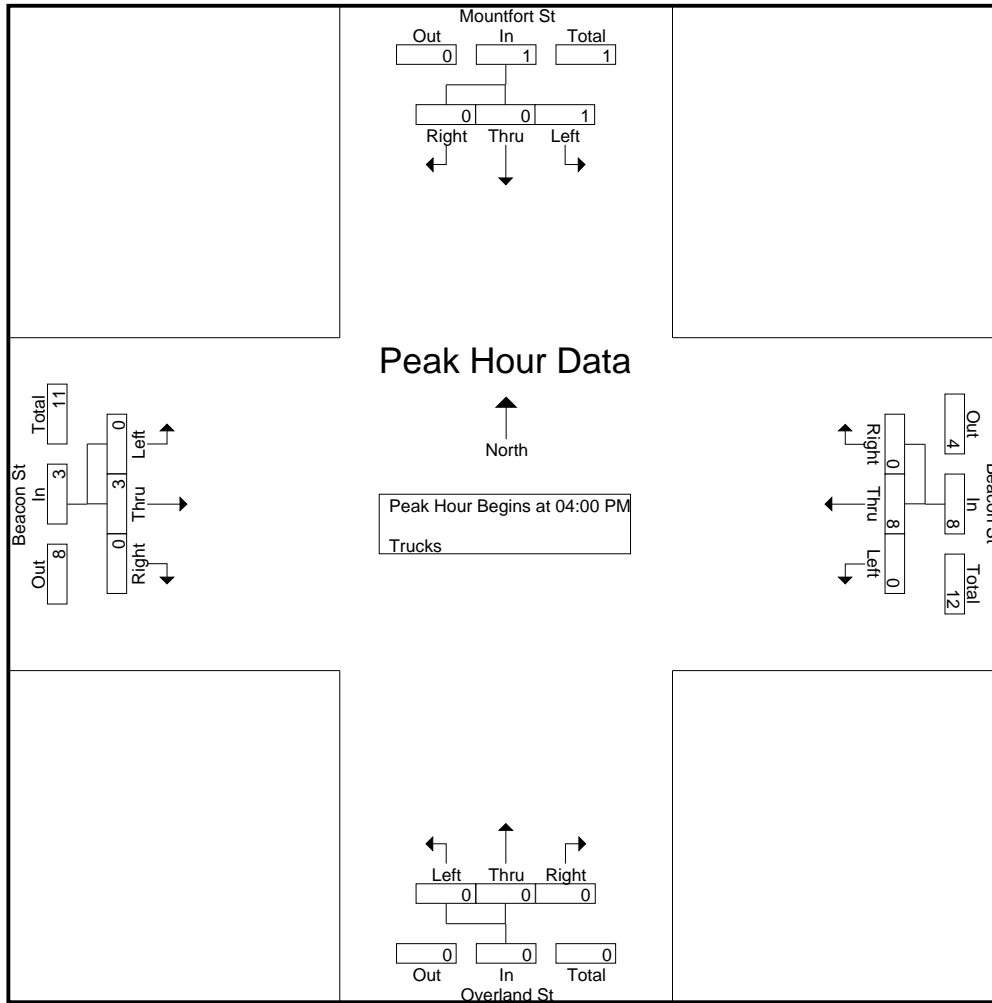 Mountfort St
Out In Total
0 1 1
0 0 1
Right Thru Left
Peak Hour Data
North
Peak Hour Begins at 04:00 PM
Trucks
Beacon St
Total In Out
11 3 8
0 3 0
Left Thru Right
Beacon St
Out In Total
4 8 12
0 8 0
Right Thru Left
Left Thru Right
0 0 0
0 0 0
Out In Total
Overland St